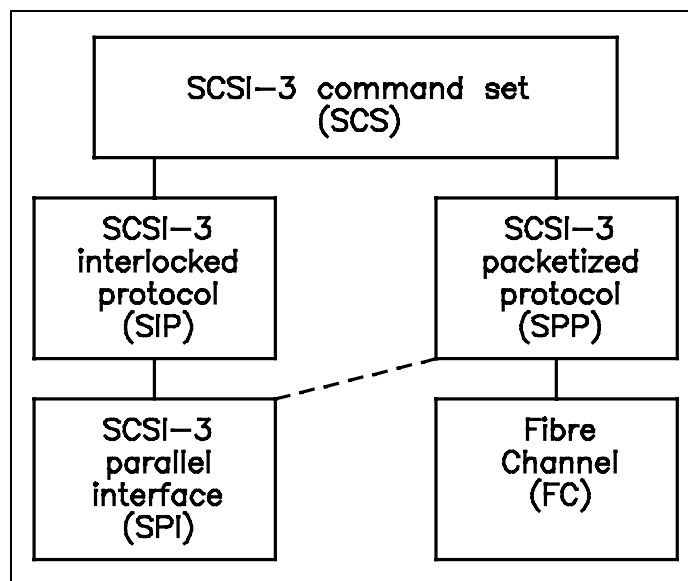 SCSI-3 command set
(SCS)
SCSI-3
interlocked
protocol
(SIP)
SCSI-3
packetized
protocol
(SPP)
SCSI-3
parallel
interface
(SPI)
Fibre
Channel
(FC)